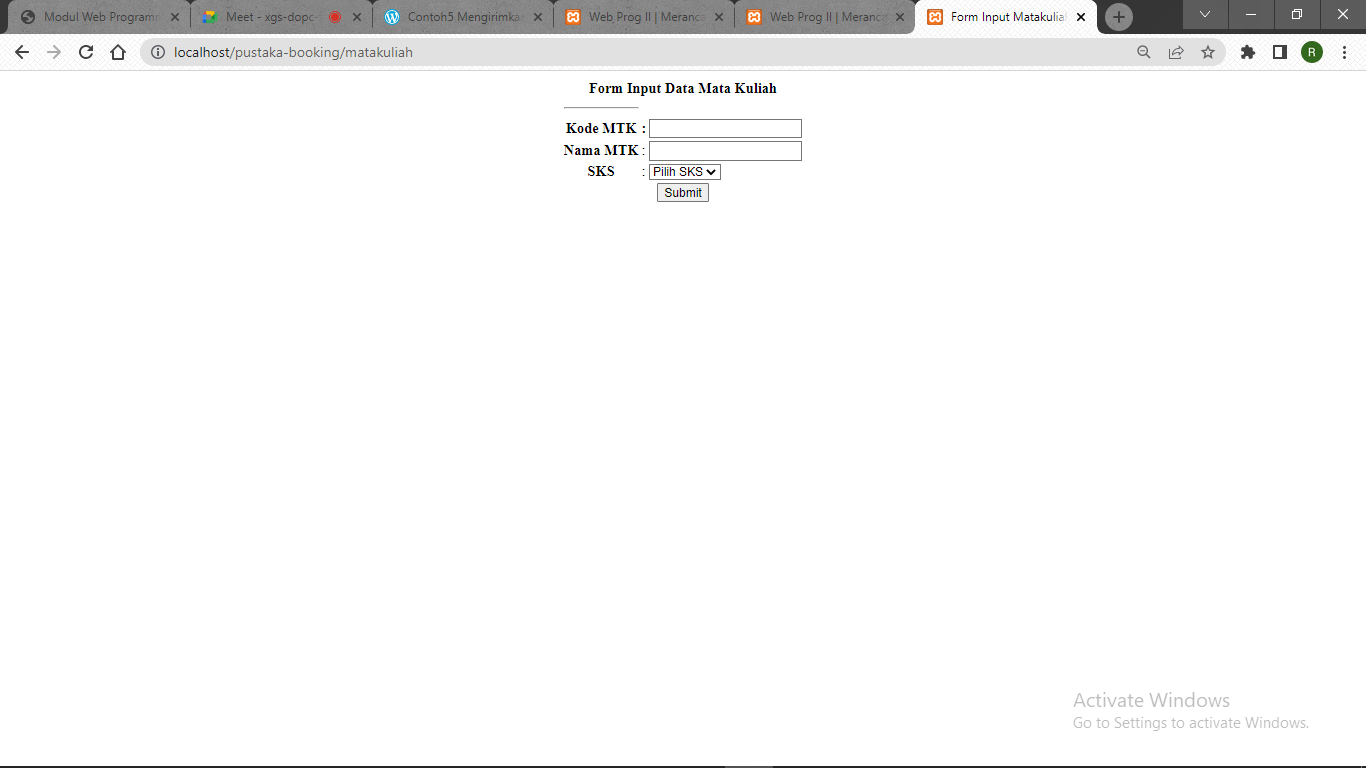 Modul Web Programm
Meet - xgs-dopc-
Contoh5 Mengirimka
Web Prog II | Meranca
Web Prog II | Meranca
Form Input Matakuliah
localhost/pustaka-booking/matakuliah
R
Form Input Data Mata Kuliah
Kode MTK :
Nama MTK :
SKS : Pilih SKS
Submit
Activate Windows
Go to Settings to activate Windows.